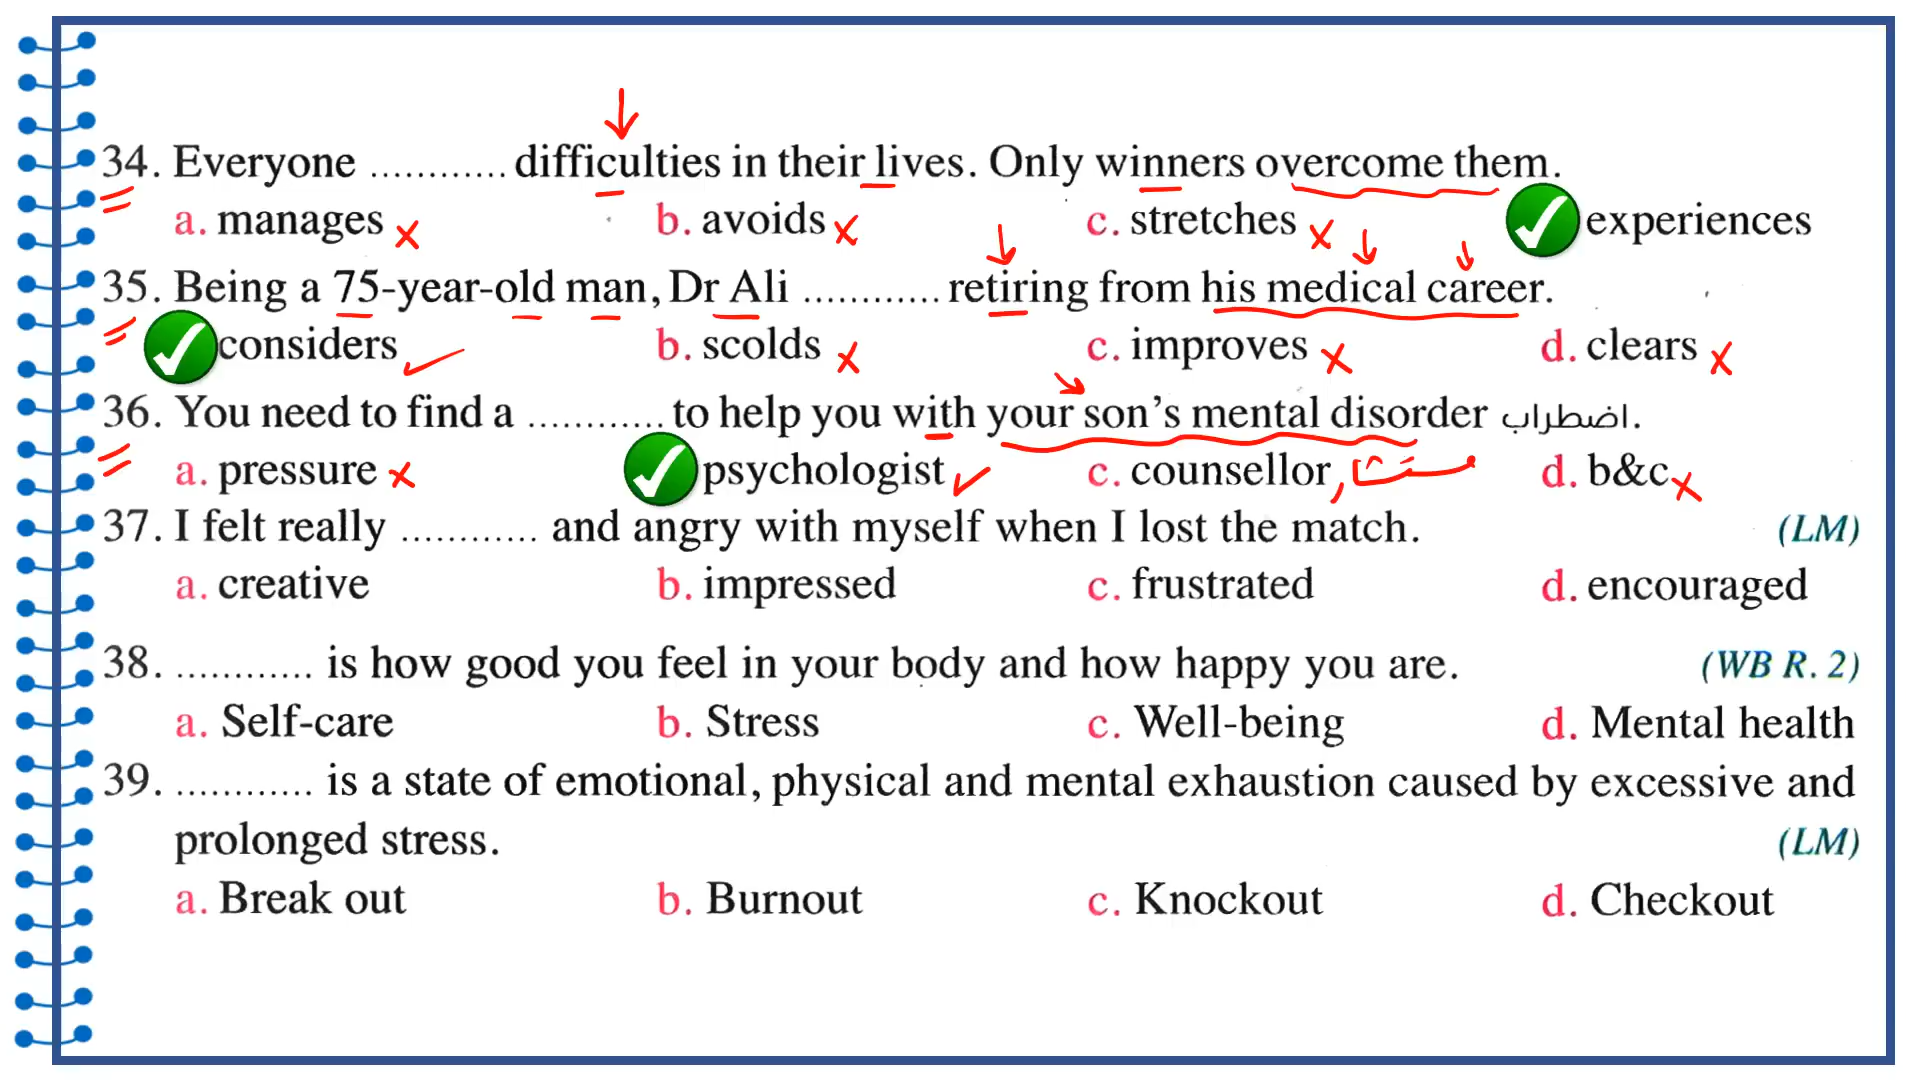 34. Everyone ............ difficulties in their lives. Only winners overcome them.
a. manages b. avoids c. stretches experiences
35. Being a 75-year-old man, Dr Ali ............ retiring from his medical career.
considers b. scolds c. improves d. clears
36. You need to find a ............ to help you with your son's mental disorder اضطراب.
a. pressure psychologist c. counsellor d. b&c
37. I felt really ............ and angry with myself when I lost the match. (LM)
a. creative b. impressed c. frustrated d. encouraged
38. ............ is how good you feel in your body and how happy you are. (WB R. 2)
a. Self-care b. Stress c. Well-being d. Mental health
39. ............ is a state of emotional, physical and mental exhaustion caused by excessive and
prolonged stress. (LM)
a. Break out b. Burnout c. Knockout d. Checkout